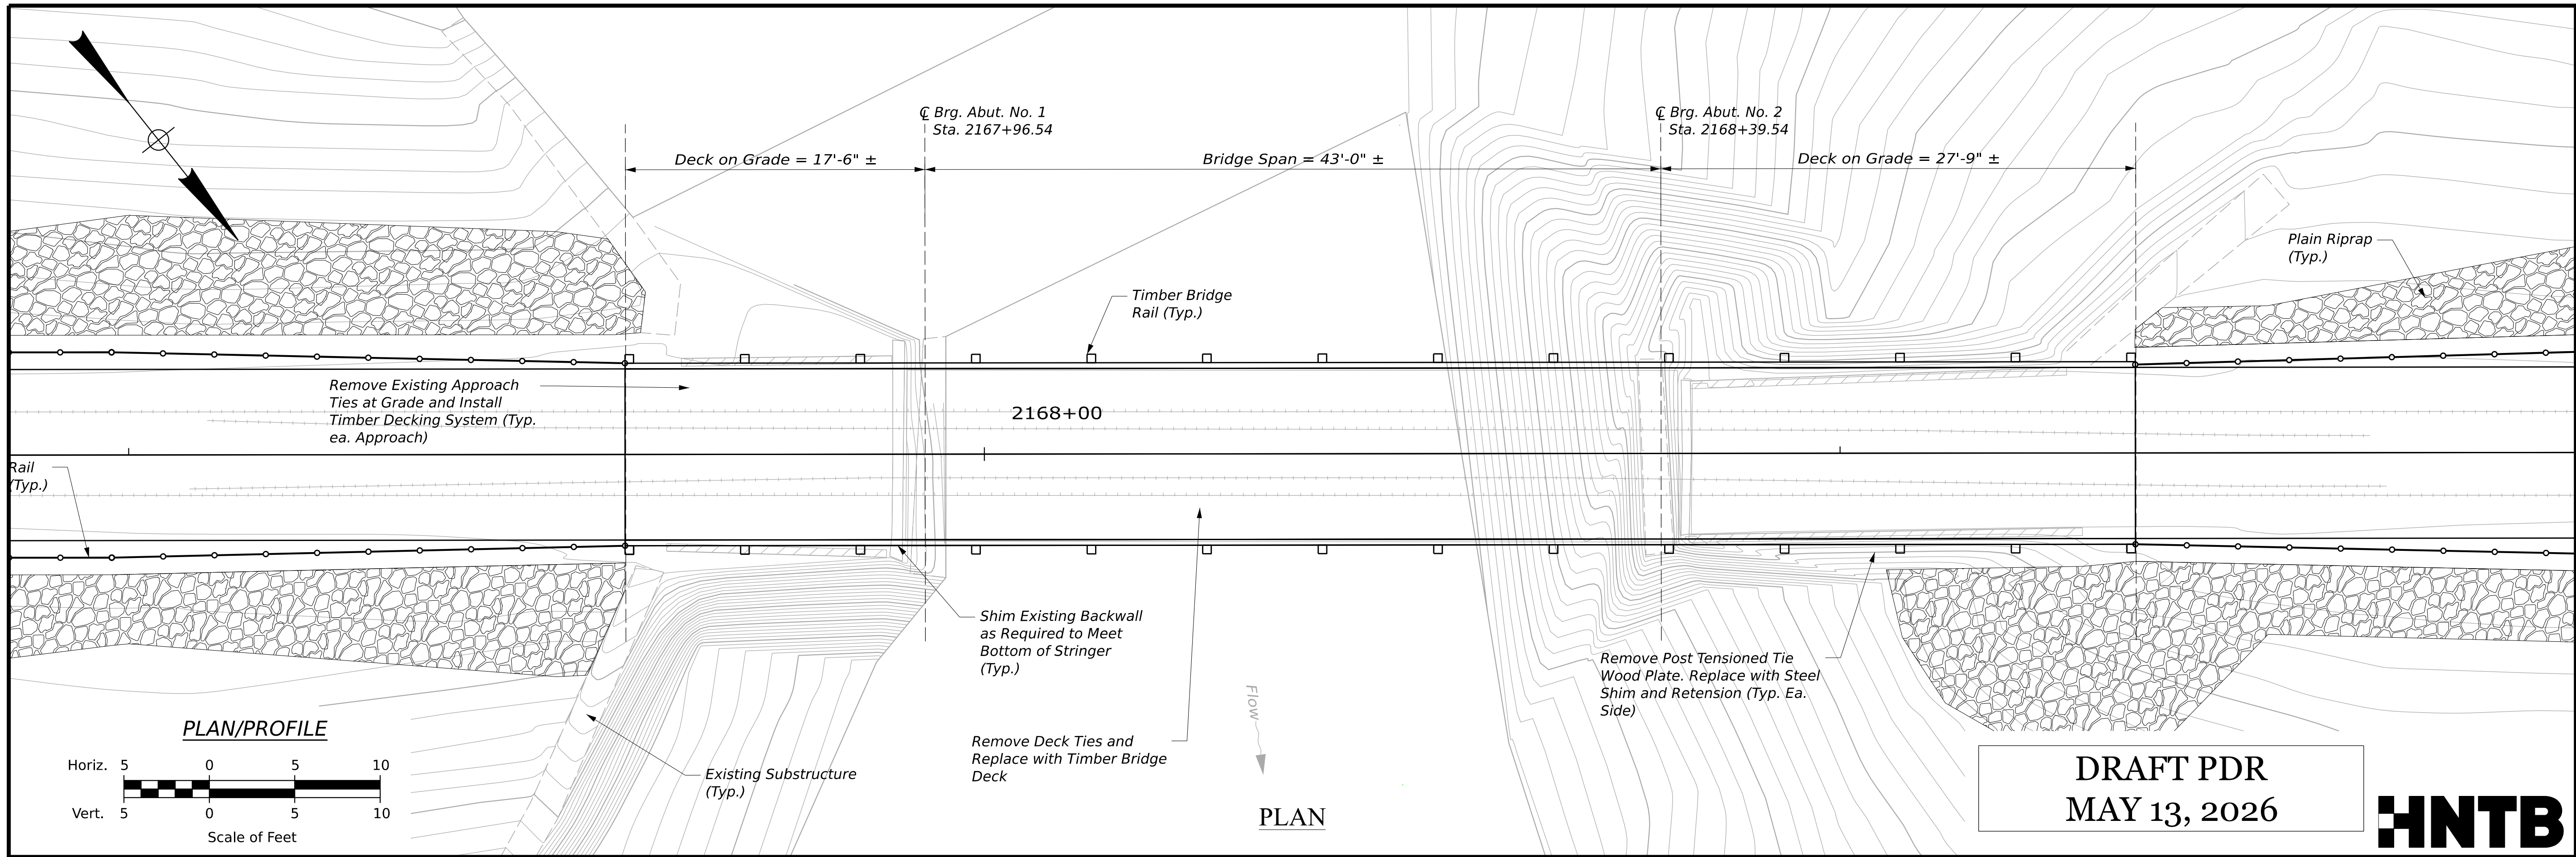 ℄ Brg. Abut. No. 1
Sta. 2167+96.54
℄ Brg. Abut. No. 2
Sta. 2168+39.54
Deck on Grade = 17'-6" ±
Bridge Span = 43'-0" ±
Deck on Grade = 27'-9" ±
Plain Riprap
(Typ.)
Timber Bridge
Rail (Typ.)
Remove Existing Approach
Ties at Grade and Install
Timber Decking System (Typ.
ea. Approach)
2168+00
Rail
(Typ.)
Shim Existing Backwall
as Required to Meet
Bottom of Stringer
(Typ.)
Remove Post Tensioned Tie
Wood Plate. Replace with Steel
Shim and Retension (Typ. Ea.
Side)
Flow
Remove Deck Ties and
Replace with Timber Bridge
Deck
Existing Substructure
(Typ.)
PLAN/PROFILE
Horiz. 5 0 5 10
Vert. 5 0 5 10
Scale of Feet
PLAN
DRAFT PDR
MAY 13, 2026
HNTB